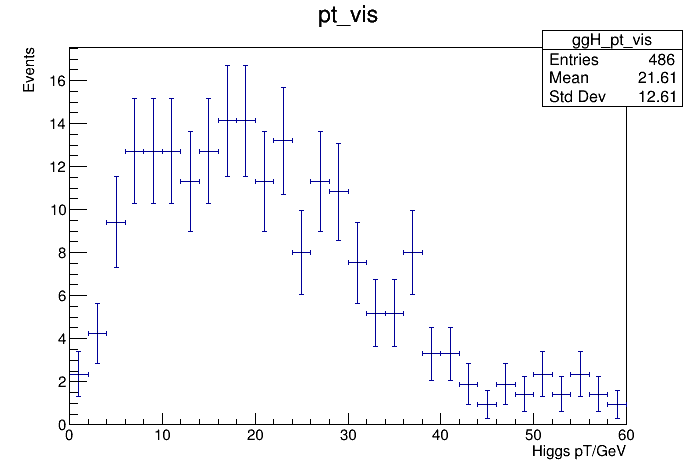 pt_vis
ggH_pt_vis
Entries 486
Mean 21.61
Std Dev 12.61
Events
16
14
12
10
8
6
4
2
0
0 10 20 30 40 50 60
Higgs pT/GeV